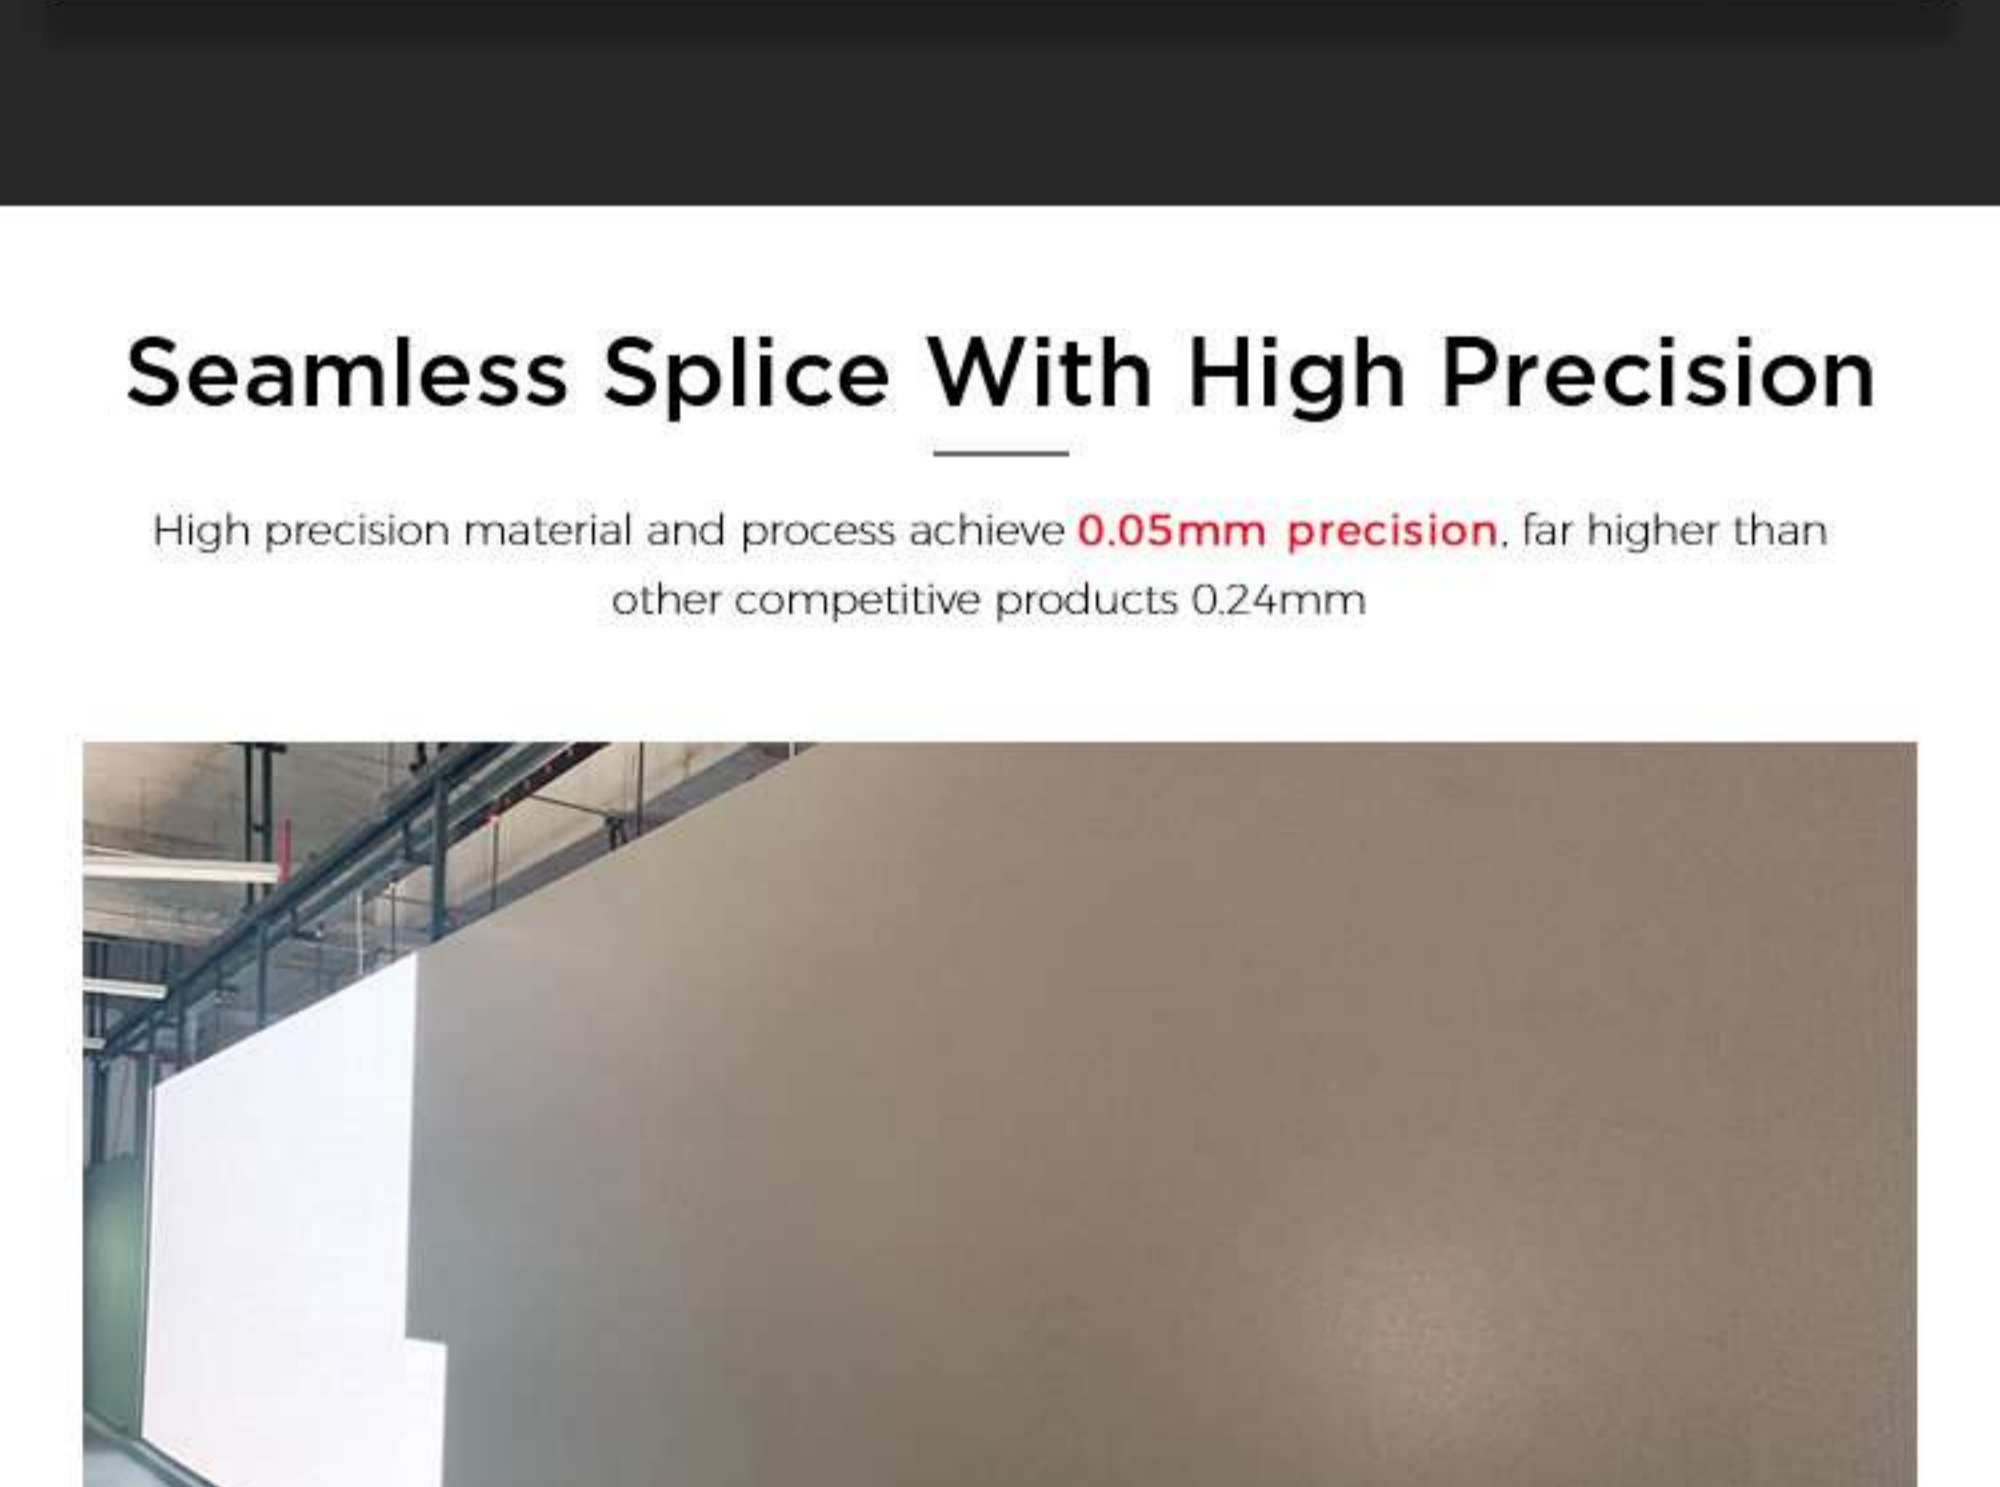 Seamless Splice With High Precision
High precision material and process achieve 0.05mm precision, far higher than
other competitive products 0.24mm